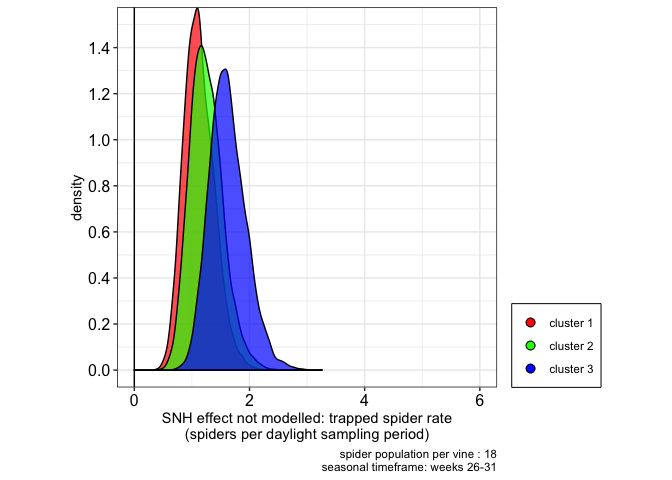 1.4
1.2
1.0
0.8
0.6
0.4
0.2
0.0
density
0 2 4 6
SNH effect not modelled: trapped spider rate
(spiders per daylight sampling period)
cluster 1
cluster 2
cluster 3
spider population per vine : 18
seasonal timeframe: weeks 26-31